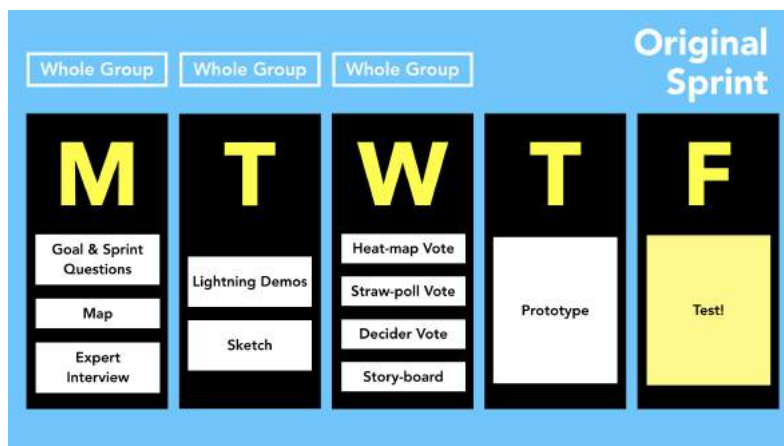 Original
Sprint
Whole Group
Whole Group
Whole Group
M
Goal & Sprint
Questions
Map
Expert
Interview
T
Lightning Demos
Sketch
W
Heat-map Vote
Straw-poll Vote
Decider Vote
Story-board
T
Prototype
F
Test!